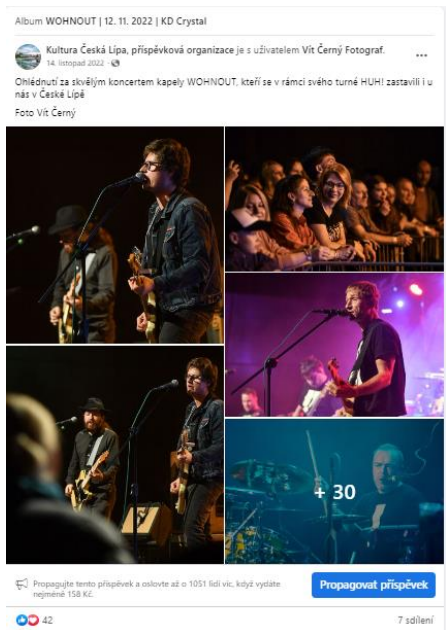 Album WOHNOUT | 12. 11. 2022 | KD Crystal
Kultura Česká Lípa, příspěvková organizace je s uživatelem Vít Černý Fotograf.
14. listopad 2022 ·
Ohlédnutí za skvělým koncertem kapely WOHNOUT, kteří se v rámci svého turné HUH! zastavili i u
nás v České Lípě
Foto Vít Černý
+ 30
Propagujte tento příspěvek a oslovte až o 1051 lidí víc, když vydáte
nejméně 158 Kč.
Propagovat příspěvek
42
7 sdílení